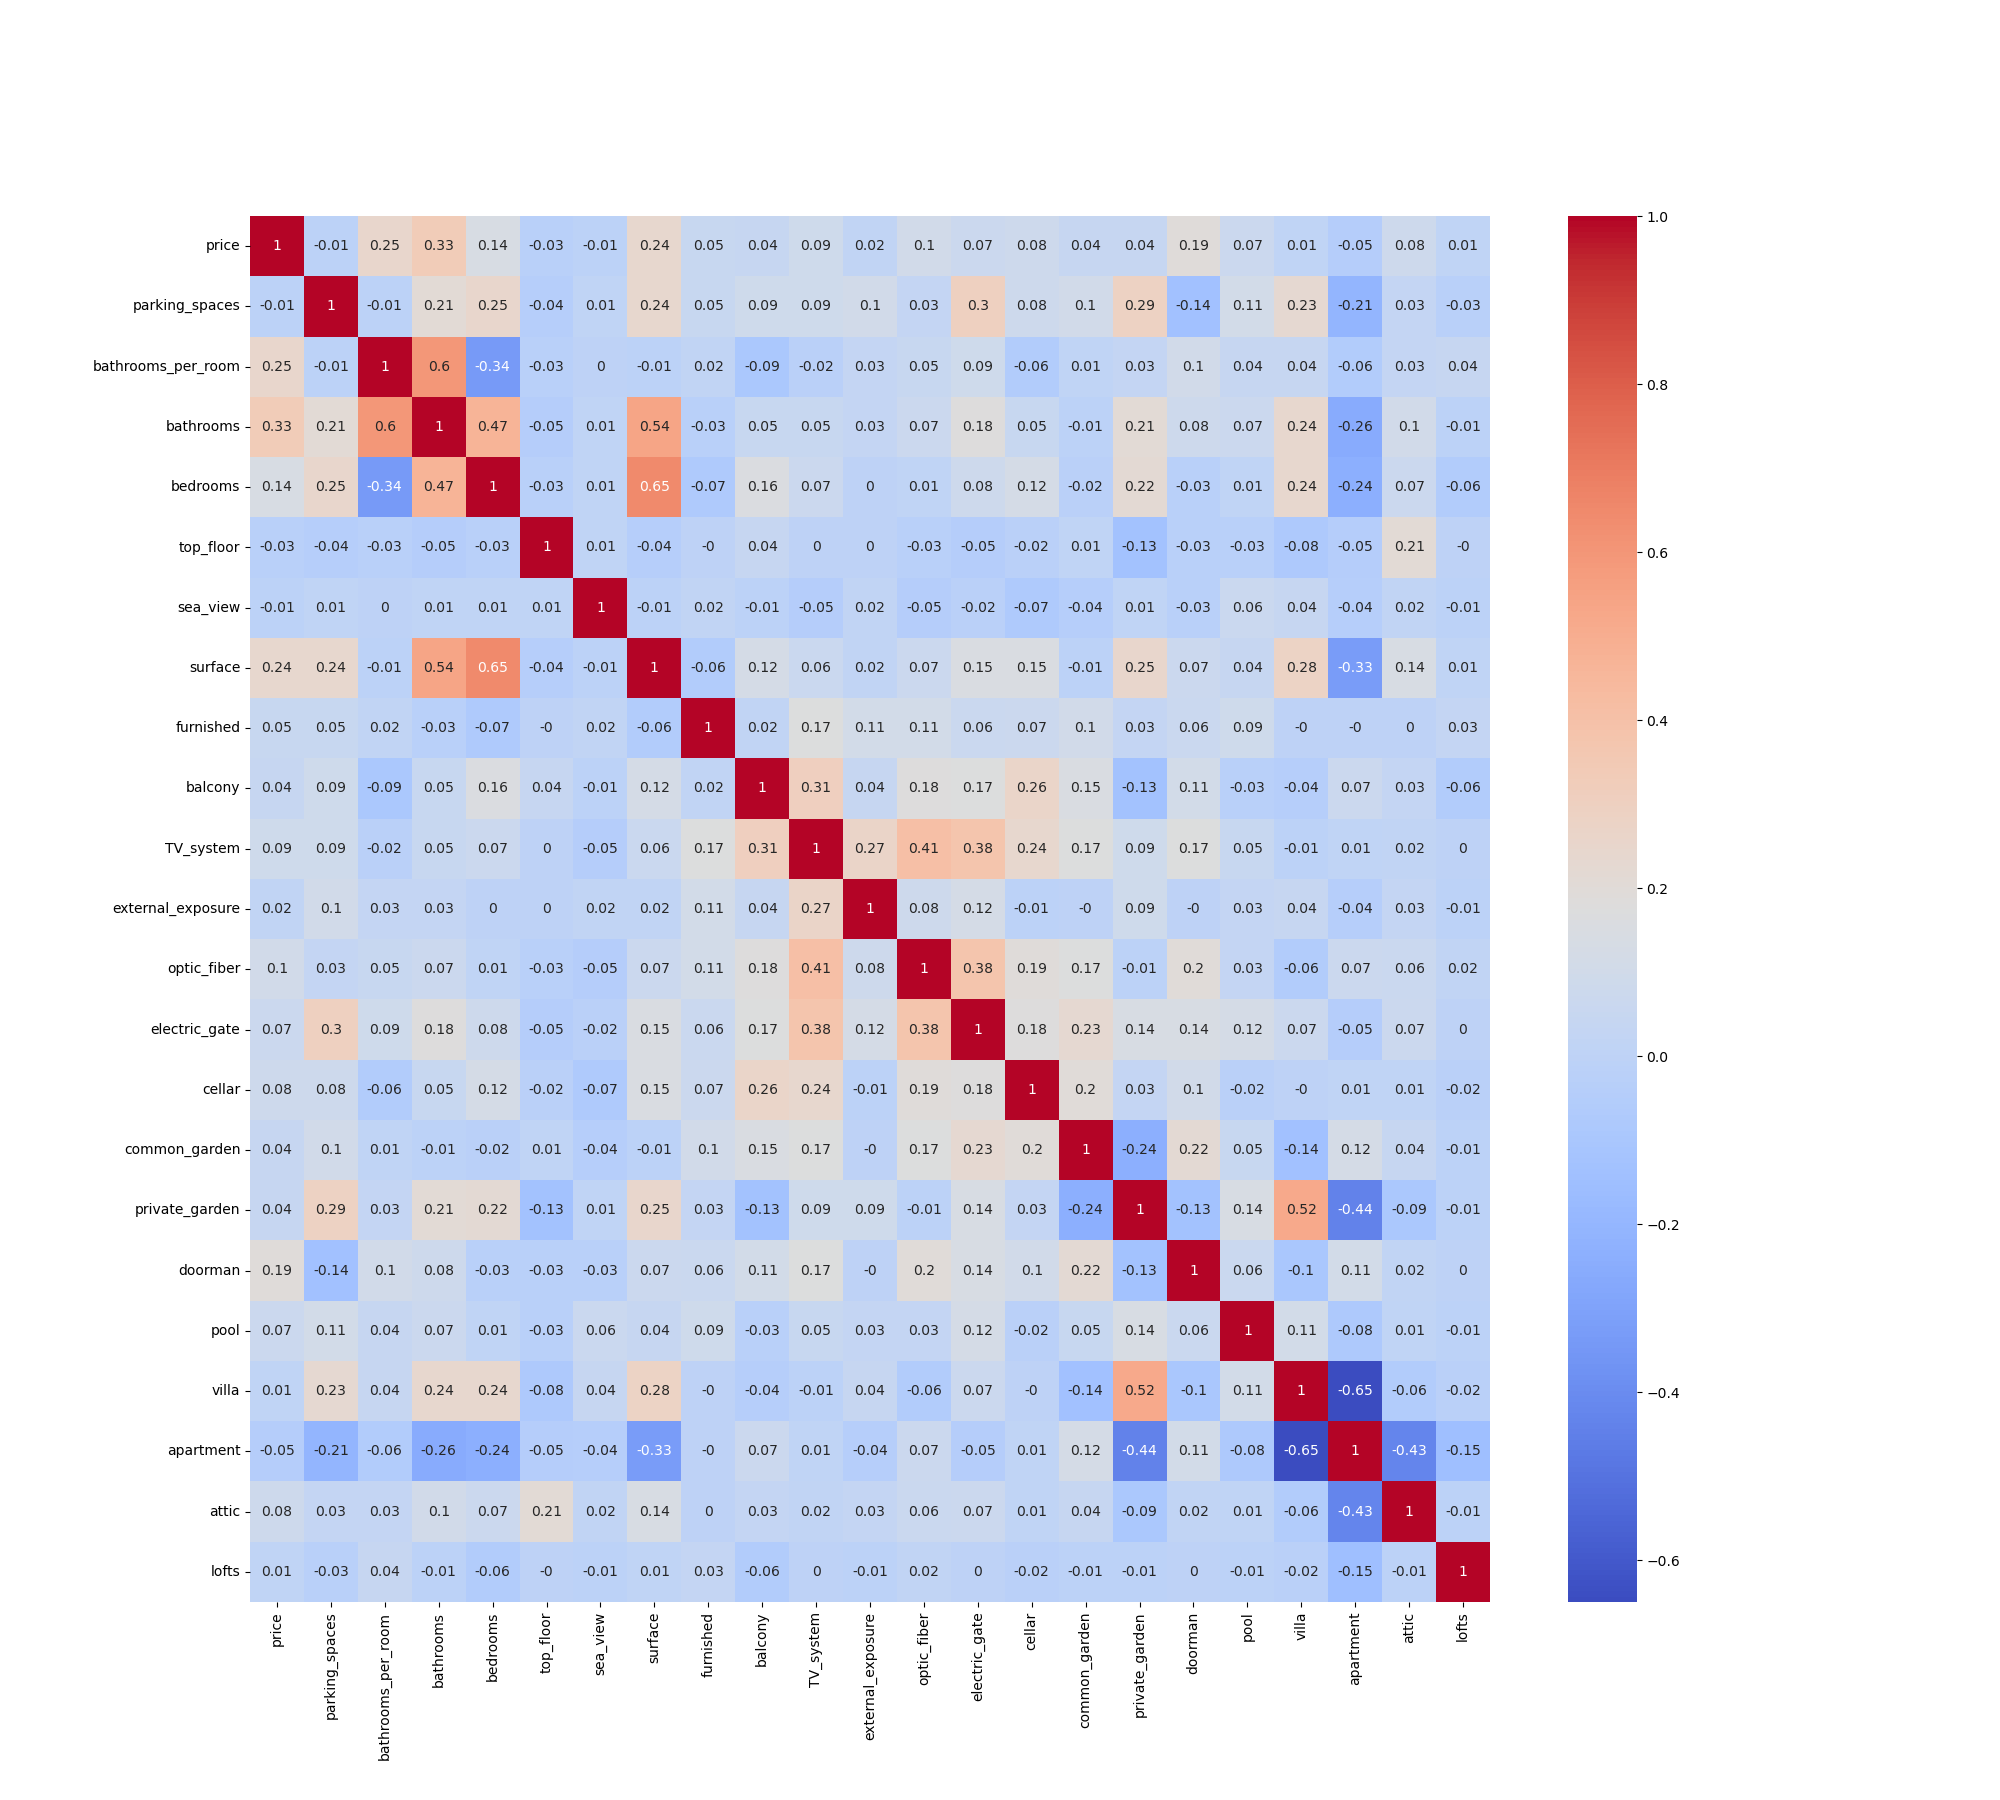 price 1 -0.01 0.25 0.33 0.14 -0.03 -0.01 0.24 0.05 0.04 0.09 0.02 0.1 0.07 0.08 0.04 0.04 0.19 0.07 0.01 -0.05 0.08 0.01
parking_spaces -0.01 1 -0.01 0.21 0.25 -0.04 0.01 0.24 0.05 0.09 0.09 0.1 0.03 0.3 0.08 0.1 0.29 -0.14 0.11 0.23 -0.21 0.03 -0.03
bathrooms_per_room 0.25 -0.01 1 0.6 -0.34 -0.03 0 -0.01 0.02 -0.09 -0.02 0.03 0.05 0.09 -0.06 0.01 0.03 0.1 0.04 0.04 -0.06 0.03 0.04
bathrooms 0.33 0.21 0.6 1 0.47 -0.05 0.01 0.54 -0.03 0.05 0.05 0.03 0.07 0.18 0.05 -0.01 0.21 0.08 0.07 0.24 -0.26 0.1 -0.01
bedrooms 0.14 0.25 -0.34 0.47 1 -0.03 0.01 0.65 -0.07 0.16 0.07 0 0.01 0.08 0.12 -0.02 0.22 -0.03 0.01 0.24 -0.24 0.07 -0.06
top_floor -0.03 -0.04 -0.03 -0.05 -0.03 1 0.01 -0.04 -0 0.04 0 0 -0.03 -0.05 -0.02 0.01 -0.13 -0.03 -0.03 -0.08 -0.05 0.21 -0
sea_view -0.01 0.01 0 0.01 0.01 0.01 1 -0.01 0.02 -0.01 -0.05 0.02 -0.05 -0.02 -0.07 -0.04 0.01 -0.03 0.06 0.04 -0.04 0.02 -0.01
surface 0.24 0.24 -0.01 0.54 0.65 -0.04 -0.01 1 -0.06 0.12 0.06 0.02 0.07 0.15 0.15 -0.01 0.25 0.07 0.04 0.28 -0.33 0.14 0.01
furnished 0.05 0.05 0.02 -0.03 -0.07 -0 0.02 -0.06 1 0.02 0.17 0.11 0.11 0.06 0.07 0.1 0.03 0.06 0.09 -0 -0 0 0.03
balcony 0.04 0.09 -0.09 0.05 0.16 0.04 -0.01 0.12 0.02 1 0.31 0.04 0.18 0.17 0.26 0.15 -0.13 0.11 -0.03 -0.04 0.07 0.03 -0.06
TV_system 0.09 0.09 -0.02 0.05 0.07 0 -0.05 0.06 0.17 0.31 1 0.27 0.41 0.38 0.24 0.17 0.09 0.17 0.05 -0.01 0.01 0.02 0
external_exposure 0.02 0.1 0.03 0.03 0 0 0.02 0.02 0.11 0.04 0.27 1 0.08 0.12 -0.01 -0 0.09 -0 0.03 0.04 -0.04 0.03 -0.01
optic_fiber 0.1 0.03 0.05 0.07 0.01 -0.03 -0.05 0.07 0.11 0.18 0.41 0.08 1 0.38 0.19 0.17 -0.01 0.2 0.03 -0.06 0.07 0.06 0.02
electric_gate 0.07 0.3 0.09 0.18 0.08 -0.05 -0.02 0.15 0.06 0.17 0.38 0.12 0.38 1 0.18 0.23 0.14 0.14 0.12 0.07 -0.05 0.07 0
cellar 0.08 0.08 -0.06 0.05 0.12 -0.02 -0.07 0.15 0.07 0.26 0.24 -0.01 0.19 0.18 1 0.2 0.03 0.1 -0.02 -0 0.01 0.01 -0.02
common_garden 0.04 0.1 0.01 -0.01 -0.02 0.01 -0.04 -0.01 0.1 0.15 0.17 -0 0.17 0.23 0.2 1 -0.24 0.22 0.05 -0.14 0.12 0.04 -0.01
private_garden 0.04 0.29 0.03 0.21 0.22 -0.13 0.01 0.25 0.03 -0.13 0.09 0.09 -0.01 0.14 0.03 -0.24 1 -0.13 0.14 0.52 -0.44 -0.09 -0.01
doorman 0.19 -0.14 0.1 0.08 -0.03 -0.03 -0.03 0.07 0.06 0.11 0.17 -0 0.2 0.14 0.1 0.22 -0.13 1 0.06 -0.1 0.11 0.02 0
pool 0.07 0.11 0.04 0.07 0.01 -0.03 0.06 0.04 0.09 -0.03 0.05 0.03 0.03 0.12 -0.02 0.05 0.14 0.06 1 0.11 -0.08 0.01 -0.01
villa 0.01 0.23 0.04 0.24 0.24 -0.08 0.04 0.28 -0 -0.04 -0.01 0.04 -0.06 0.07 -0 -0.14 0.52 -0.1 0.11 1 -0.65 -0.06 -0.02
apartment -0.05 -0.21 -0.06 -0.26 -0.24 -0.05 -0.04 -0.33 -0 0.07 0.01 -0.04 0.07 -0.05 0.01 0.12 -0.44 0.11 -0.08 -0.65 1 -0.43 -0.15
attic 0.08 0.03 0.03 0.1 0.07 0.21 0.02 0.14 0 0.03 0.02 0.03 0.06 0.07 0.01 0.04 -0.09 0.02 0.01 -0.06 -0.43 1 -0.01
lofts 0.01 -0.03 0.04 -0.01 -0.06 -0 -0.01 0.01 0.03 -0.06 0 -0.01 0.02 0 -0.02 -0.01 -0.01 0 -0.01 -0.02 -0.15 -0.01 1
price
parking_spaces
bathrooms_per_room
bathrooms
bedrooms
top_floor
sea_view
surface
furnished
balcony
TV_system
external_exposure
optic_fiber
electric_gate
cellar
common_garden
private_garden
doorman
pool
villa
apartment
attic
lofts
1.0
0.8
0.6
0.4
0.2
0.0
−0.2
−0.4
−0.6